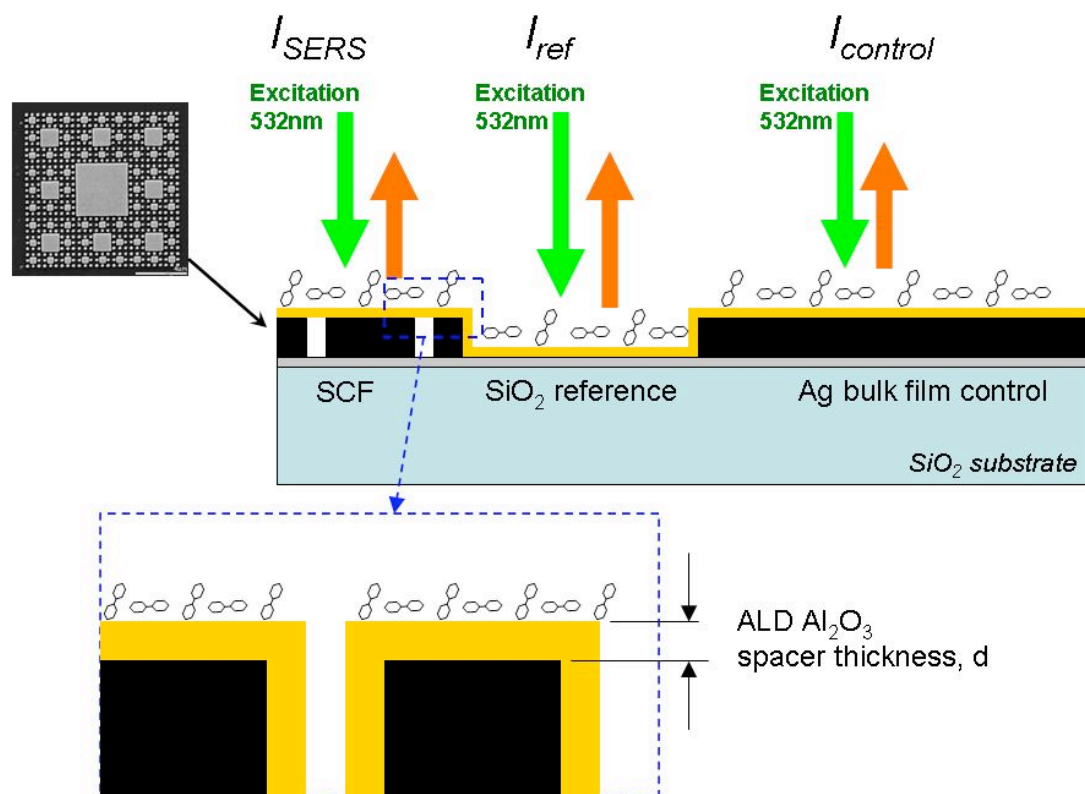 I_SERS
I_ref
I_control
Excitation
532nm
Excitation
532nm
Excitation
532nm
SCF
SiO₂ reference
Ag bulk film control
SiO₂ substrate
ALD Al₂O₃
spacer thickness, d